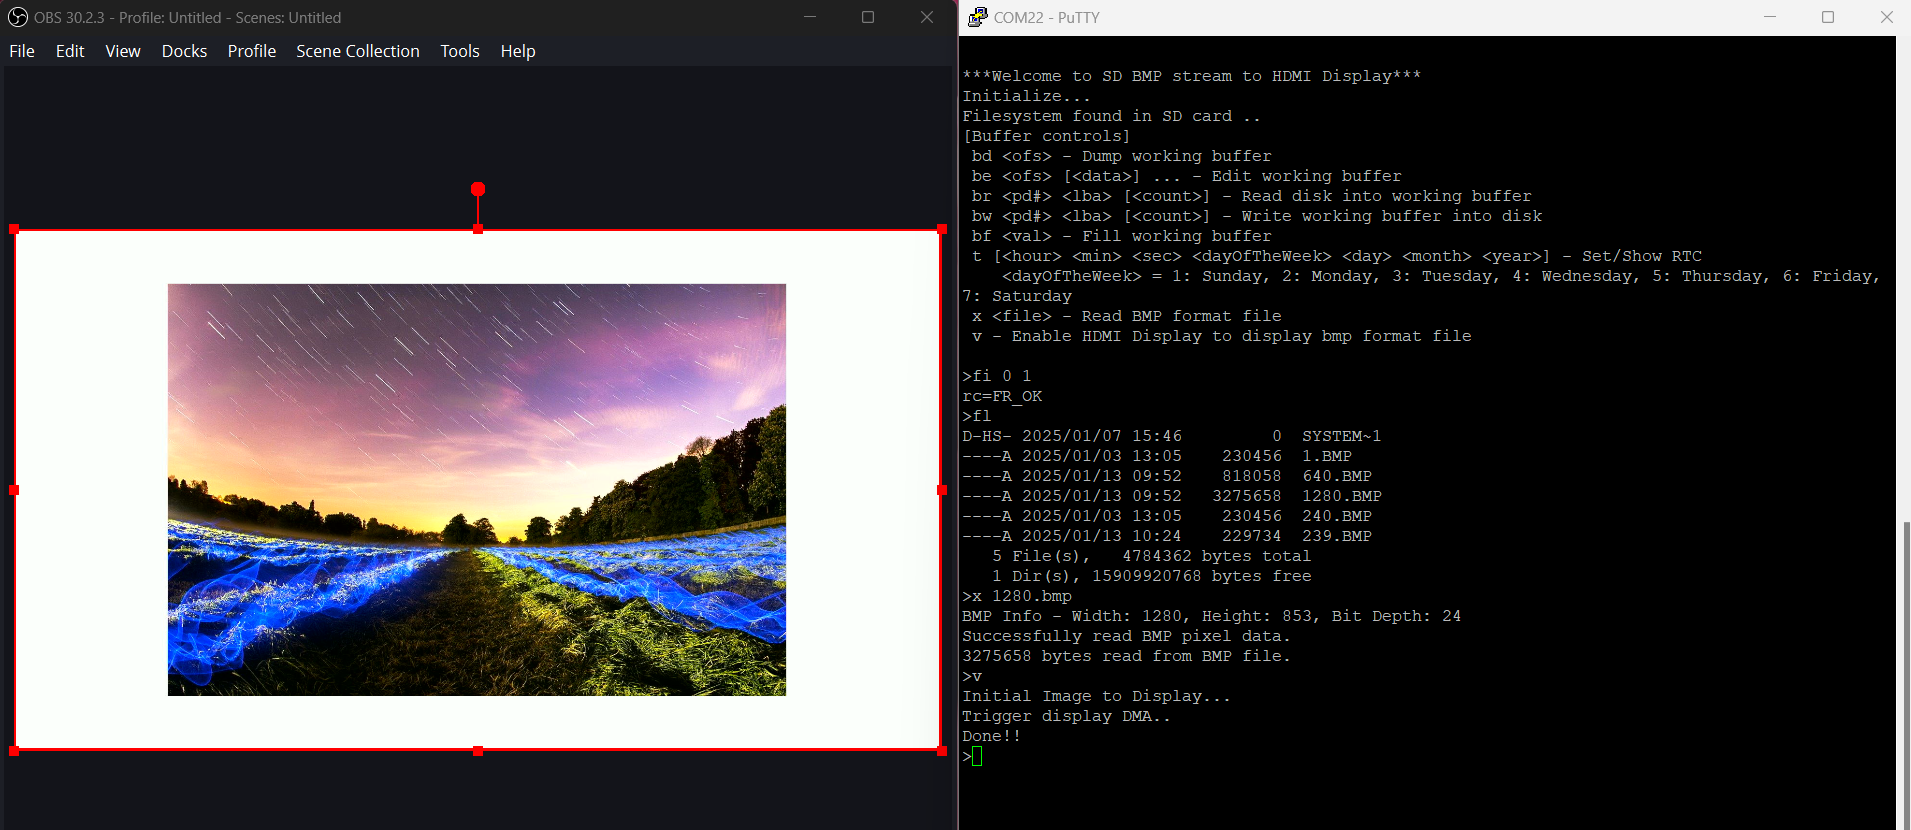 OBS 30.2.3 - Profile: Untitled - Scenes: Untitled
File Edit View Docks Profile Scene Collection Tools Help
COM22 - PuTTY
***Welcome to SD BMP stream to HDMI Display***
Initialize...
Filesystem found in SD card ..
[Buffer controls]
bd <ofs> - Dump working buffer
be <ofs> [<data>] ... - Edit working buffer
br <pd#> <lba> [<count>] - Read disk into working buffer
bw <pd#> <lba> [<count>] - Write working buffer into disk
bf <val> - Fill working buffer
t [<hour> <min> <sec> <dayOfTheWeek> <day> <month> <year>] - Set/Show RTC
<dayOfTheWeek> = 1: Sunday, 2: Monday, 3: Tuesday, 4: Wednesday, 5: Thursday, 6: Friday,
7: Saturday
x <file> - Read BMP format file
v - Enable HDMI Display to display bmp format file
>fi 0 1
rc=FR_OK
>fl
D-HS- 2025/01/07 15:46 0 SYSTEM~1
----A 2025/01/03 13:05 230456 1.BMP
----A 2025/01/13 09:52 818058 640.BMP
----A 2025/01/13 09:52 3275658 1280.BMP
----A 2025/01/03 13:05 230456 240.BMP
----A 2025/01/13 10:24 229734 239.BMP
5 File(s), 4784362 bytes total
1 Dir(s), 15909920768 bytes free
>x 1280.bmp
BMP Info - Width: 1280, Height: 853, Bit Depth: 24
Successfully read BMP pixel data.
3275658 bytes read from BMP file.
>v
Initial Image to Display...
Trigger display DMA..
Done!!
>